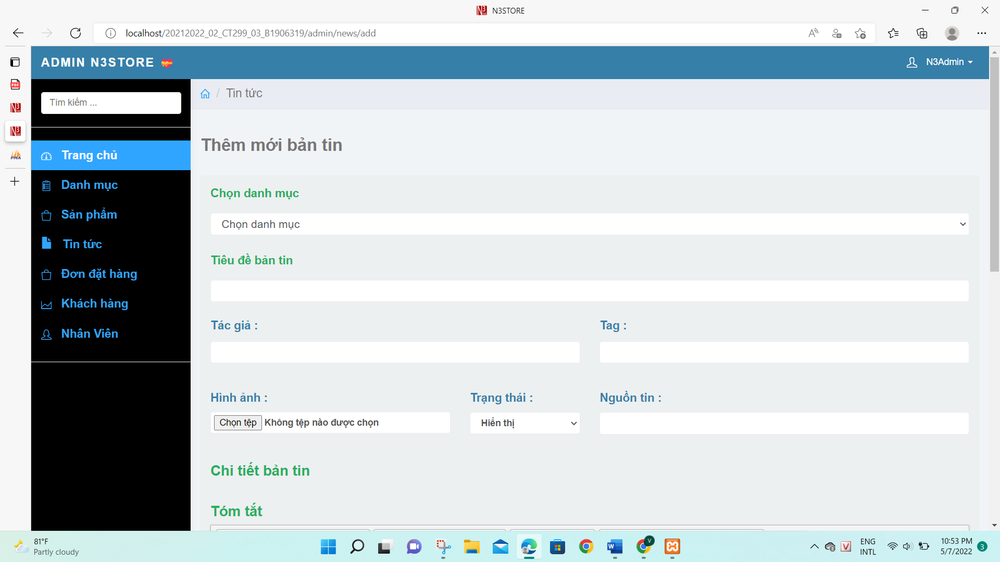 N3STORE
localhost/20212022_02_CT299_03_B1906319/admin/news/add
ADMIN N3STORE
N3Admin
Tìm kiếm ...
/ Tin tức
Trang chủ
Danh mục
Sản phẩm
Tin tức
Đơn đặt hàng
Khách hàng
Nhân Viên
Thêm mới bản tin
Chọn danh mục
Chọn danh mục
Tiêu đề bản tin
Tác giả :
Tag :
Hình ảnh :
Trạng thái :
Nguồn tin :
Chọn tệp Không tệp nào được chọn
Hiển thị
Chi tiết bản tin
Tóm tắt
81°F
Partly cloudy
ENG
INTL
10:53 PM
5/7/2022
3